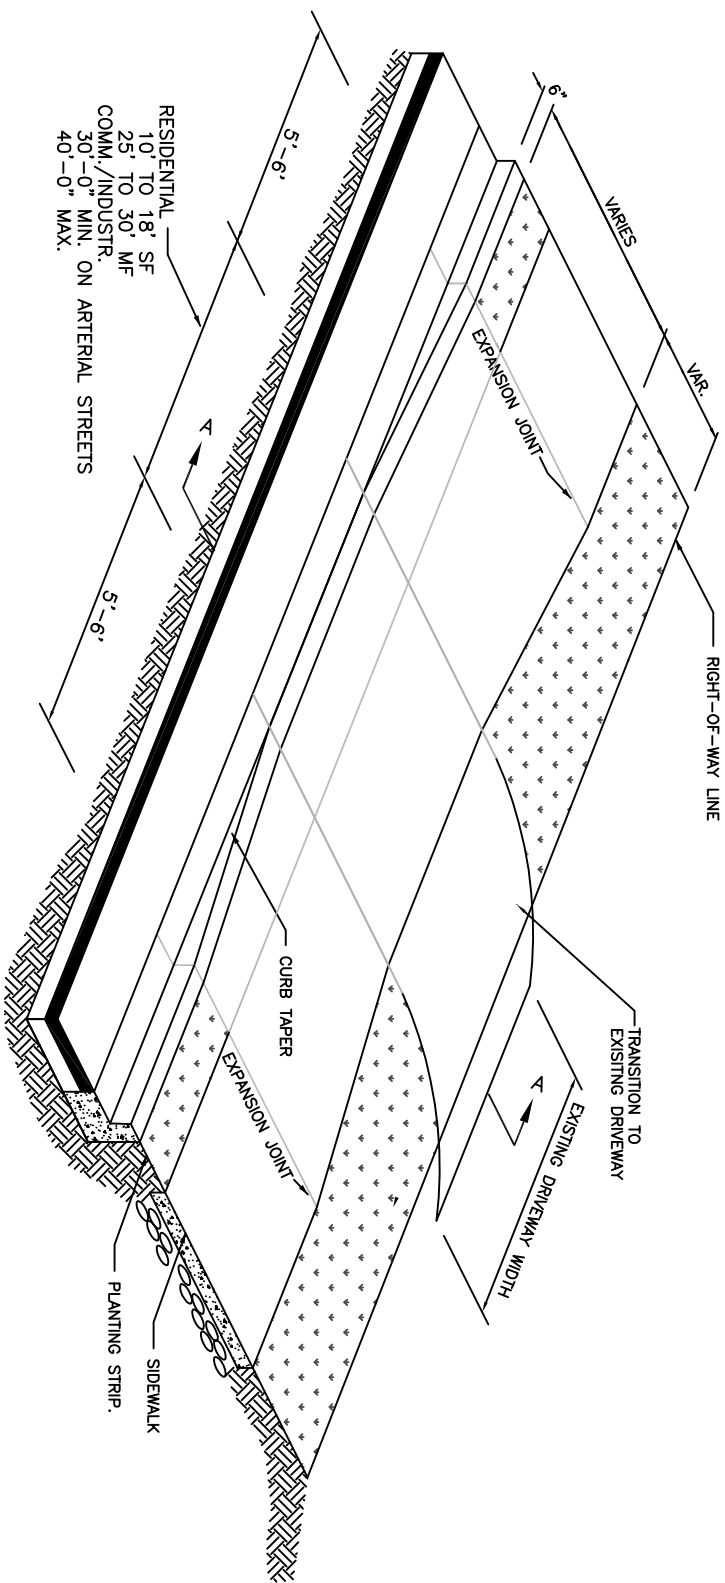 6"
VARIES
VAR.
RIGHT-OF-WAY LINE
EXPANSION JOINT
5'-6'
A
RESIDENTIAL
10' TO 18' SF
25' TO 30' MF
COMM./INDUSTR.
30'-0" MIN. ON ARTERIAL STREETS
40'-0" MAX.
5'-6'
CURB TAPER
TRANSITION TO
EXISITNG DRIVEWAY
A
EXISTING DRIVEWAY WIDTH
EXPANSION JOINT
SIDEWALK
PLANTING STRIP.